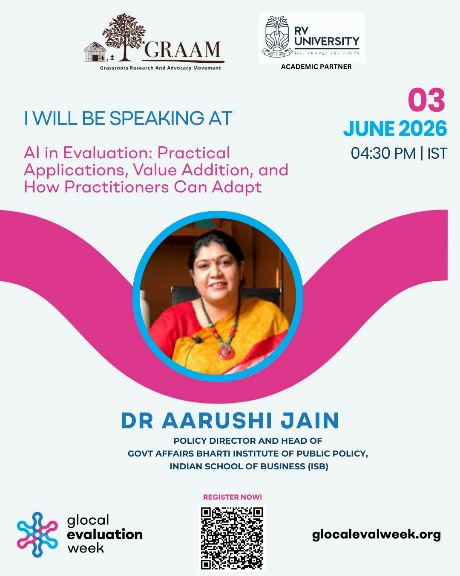 GRAAM
Grassroots Research And Advocacy Movement
RV
UNIVERSITY
ACADEMIC PARTNER
03
JUNE 2026
04:30 PM | IST
I WILL BE SPEAKING AT
AI in Evaluation: Practical
Applications, Value Addition, and
How Practitioners Can Adapt
DR AARUSHI JAIN
POLICY DIRECTOR AND HEAD OF
GOVT AFFAIRS BHARTI INSTITUTE OF PUBLIC POLICY,
INDIAN SCHOOL OF BUSINESS (ISB)
REGISTER NOW!
glocal
evaluation
week
glocalevalweek.org